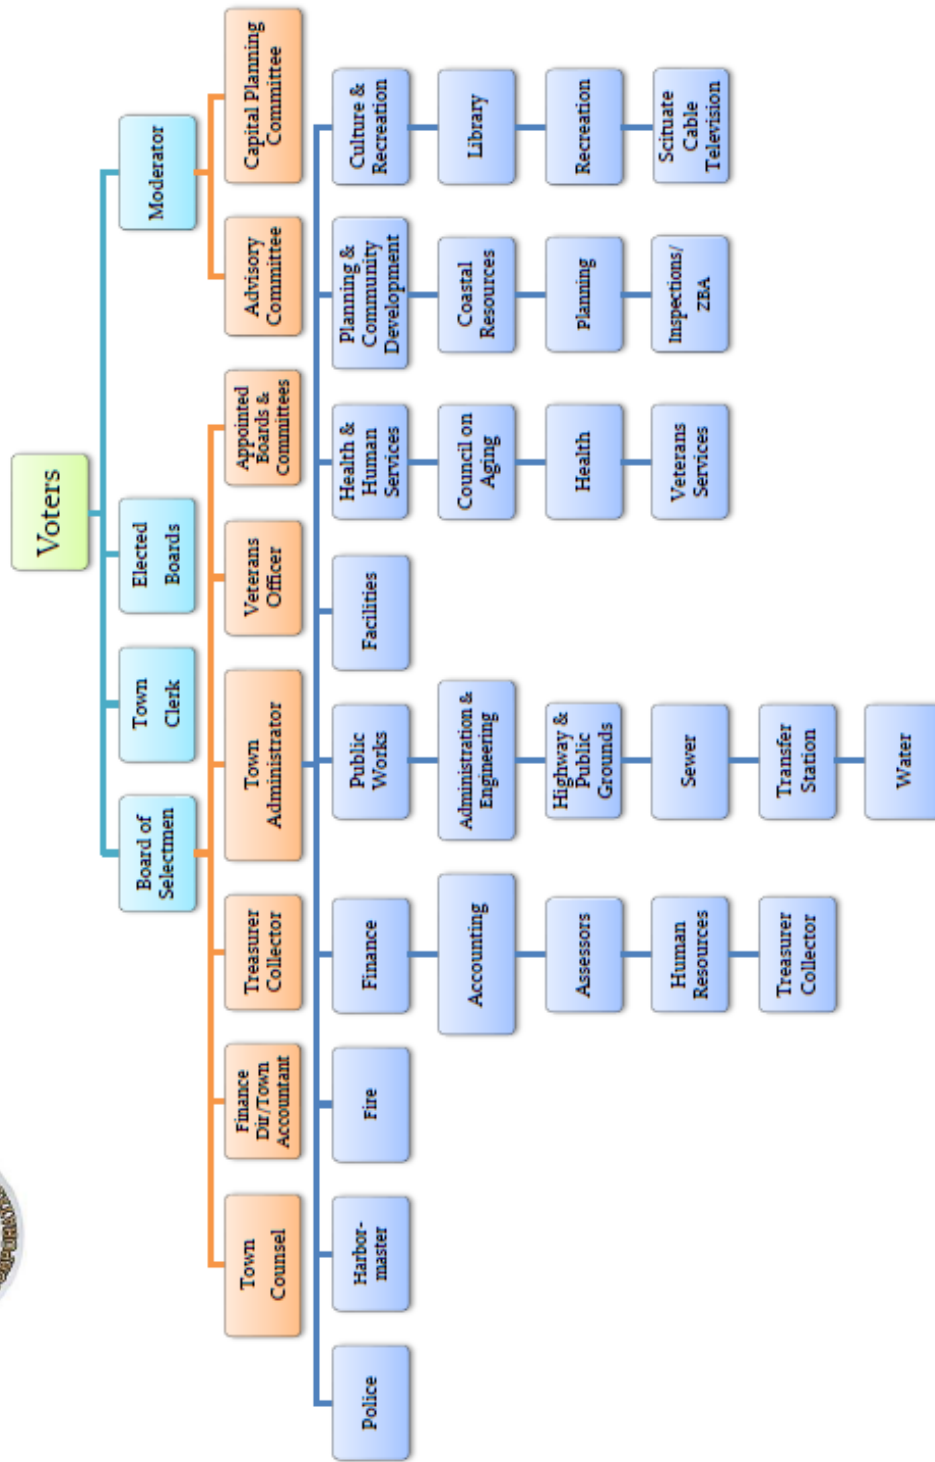 Voters
Board of
Selectmen
Town
Clerk
Elected
Boards
Moderator
Town
Counsel
Finance
Dir/Town
Accountant
Treasurer
Collector
Town
Administrator
Veterans
Officer
Appointed
Boards &
Committees
Advisory
Committee
Capital Planning
Committee
Police
Harbor-
master
Fire
Finance
Public
Works
Facilities
Health &
Human
Services
Planning &
Community
Development
Culture &
Recreation
Accounting
Administration &
Engineering
Council on
Aging
Coastal
Resources
Library
Assessors
Highway &
Public
Grounds
Health
Planning
Recreation
Human
Resources
Sewer
Veterans
Services
Inspections/
ZBA
Scituate
Cable
Television
Treasurer
Collector
Transfer
Station
Water